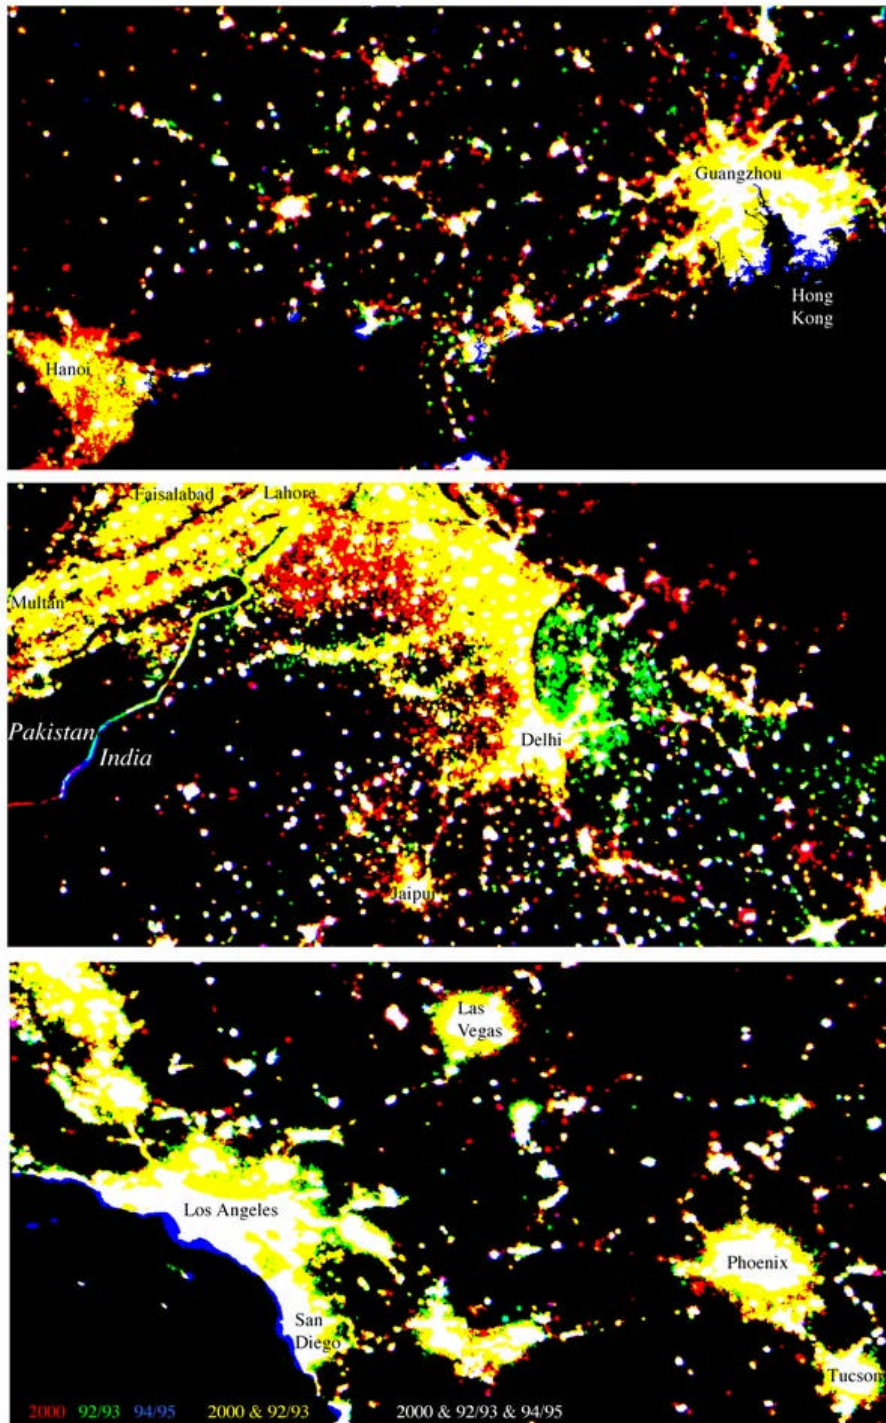 Guangzhou
Hong
Kong
Hanoi
Faisalabad
Lahore
Multan
Pakistan
India
Delhi
Jaipur
Las
Vegas
Los Angeles
Phoenix
San
Diego
Tucson
2000 92/93 94/95 2000 & 92/93 2000 & 92/93 & 94/95